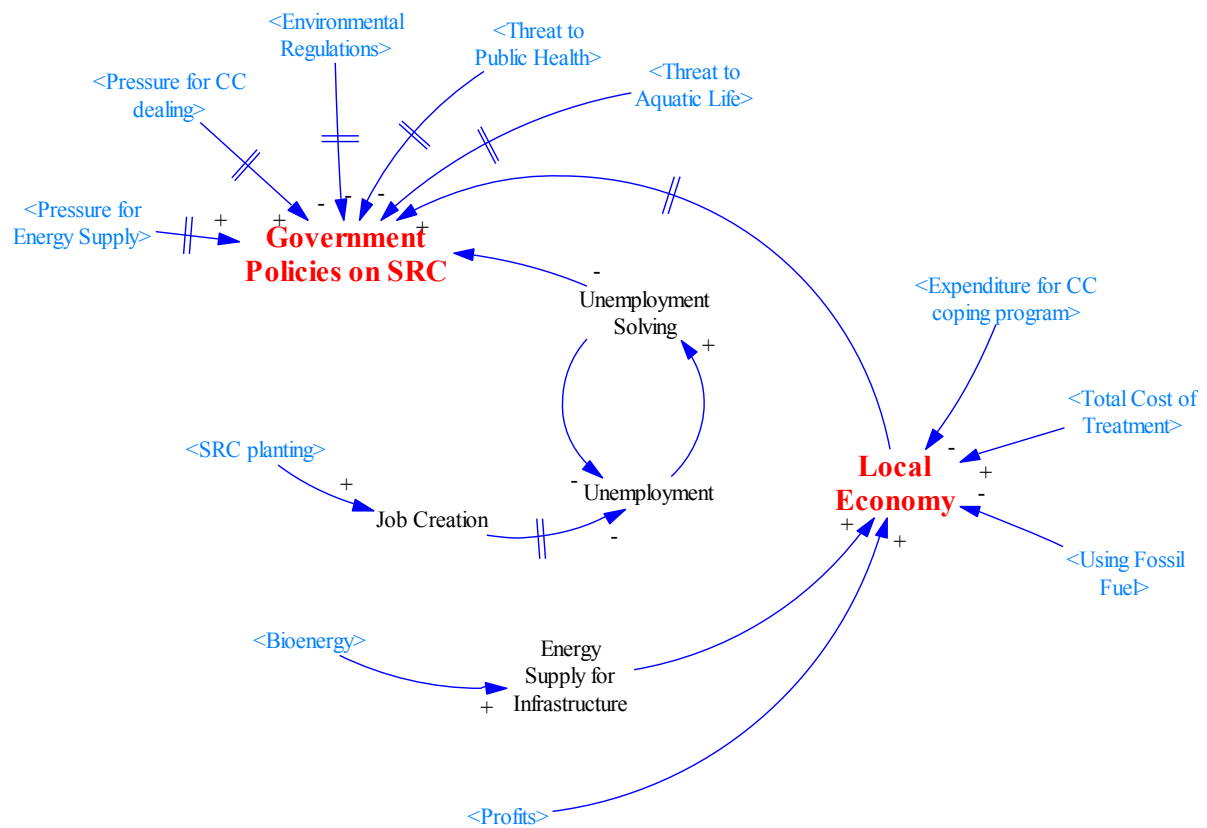 <Environmental
Regulations>
<Threat to
Public Health>
<Threat to
Aquatic Life>
<Pressure for CC
dealing>
<Pressure for
Energy Supply>
+
+
-
-
-
+
Government
Policies on SRC
-
Unemployment
Solving
+
<Expenditure for CC
coping program>
<Total Cost of
Treatment>
<SRC planting>
+
Job Creation
-
Unemployment
-
Local
Economy
-
+
-
+
+
<Using Fossil
Fuel>
<Bioenergy>
+
Energy
Supply for
Infrastructure
<Profits>